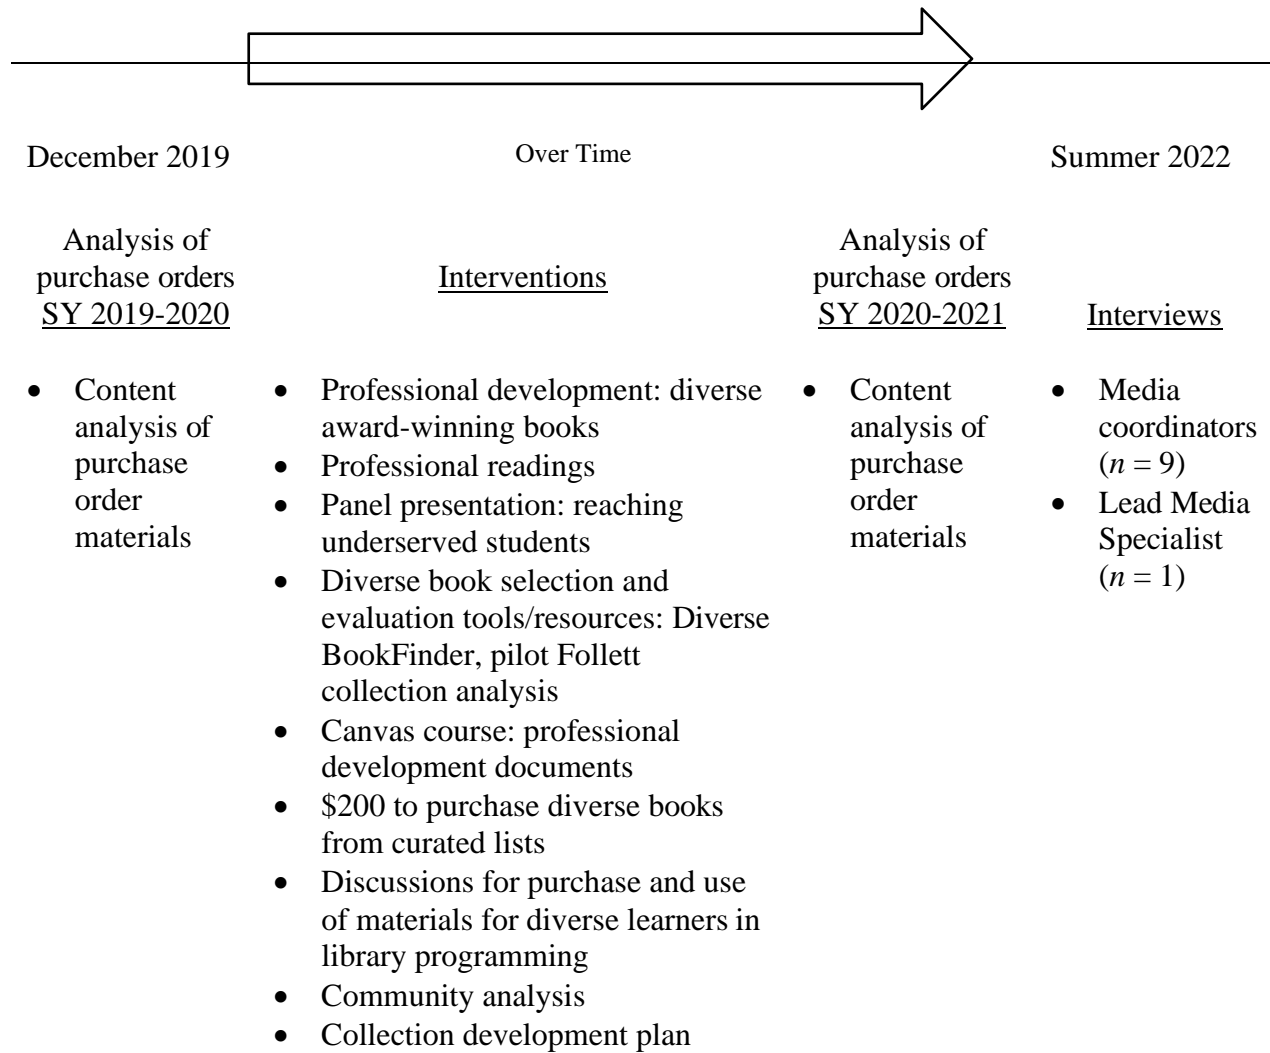 December 2019
Over Time
Summer 2022
Analysis of
purchase orders
SY 2019-2020
• Content
analysis of
purchase
order
materials
Interventions
• Professional development: diverse
award-winning books
• Professional readings
• Panel presentation: reaching
underserved students
• Diverse book selection and
evaluation tools/resources: Diverse
BookFinder, pilot Follett
collection analysis
• Canvas course: professional
development documents
• $200 to purchase diverse books
from curated lists
• Discussions for purchase and use
of materials for diverse learners in
library programming
• Community analysis
• Collection development plan
Analysis of
purchase orders
SY 2020-2021
• Content
analysis of
purchase
order
materials
Interviews
• Media
coordinators
(n = 9)
• Lead Media
Specialist
(n = 1)